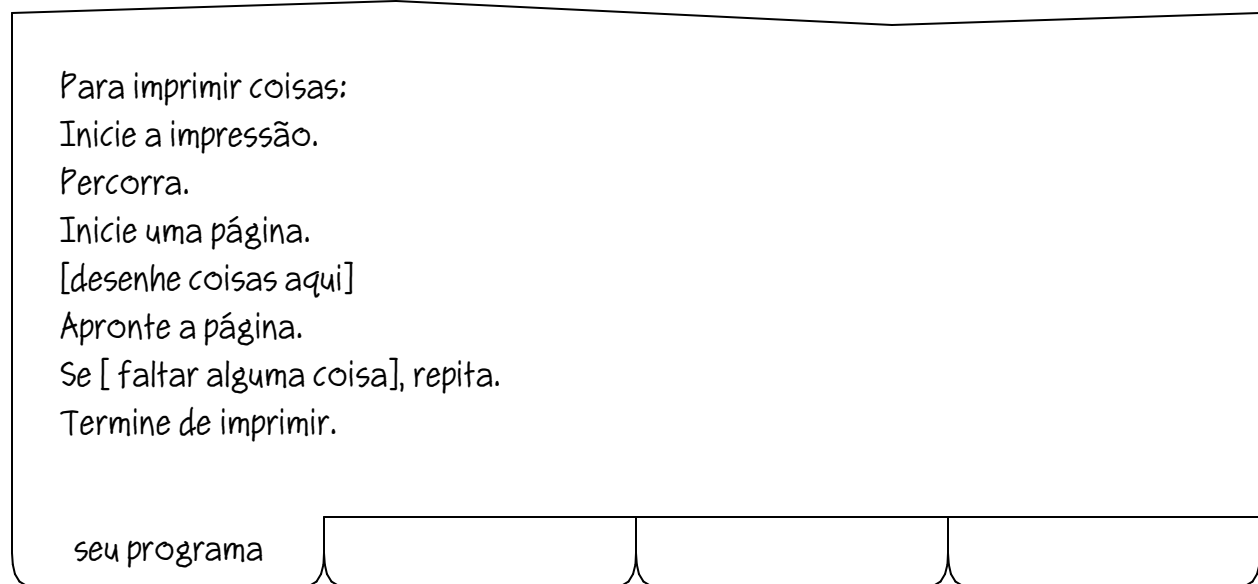 Para imprimir coisas:
Inicie a impressão.
Percorra.
Inicie uma página.
[desenhe coisas aqui]
Apronte a página.
Se [ faltar alguma coisa], repita.
Termine de imprimir.
seu programa